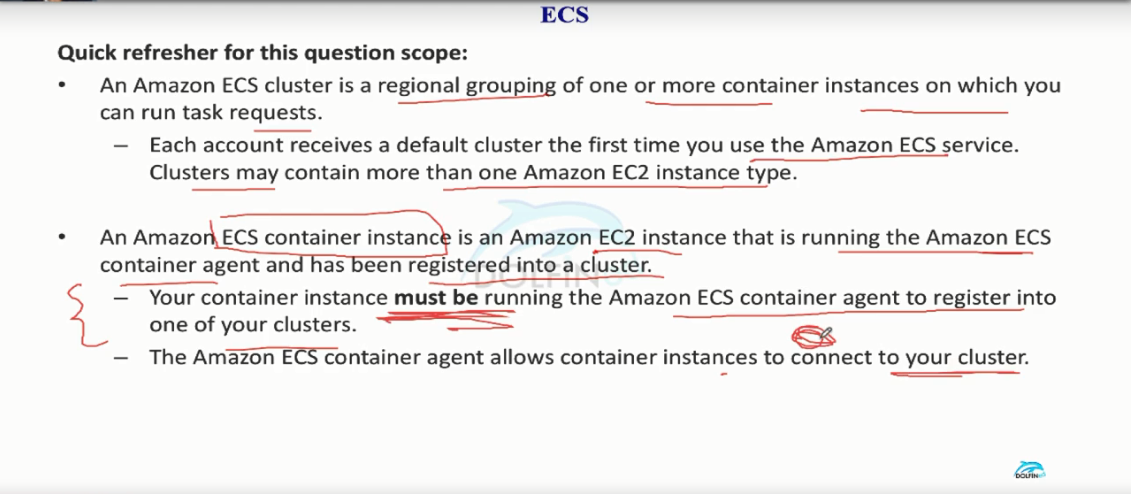 ECS
Quick refresher for this question scope:
• An Amazon ECS cluster is a regional grouping of one or more container instances on which you
can run task requests.
– Each account receives a default cluster the first time you use the Amazon ECS service.
Clusters may contain more than one Amazon EC2 instance type.
• An Amazon ECS container instance is an Amazon EC2 instance that is running the Amazon ECS
container agent and has been registered into a cluster.
DOLFIN
– Your container instance must be running the Amazon ECS container agent to register into
one of your clusters.
– The Amazon ECS container agent allows container instances to connect to your cluster.
DOLFIN